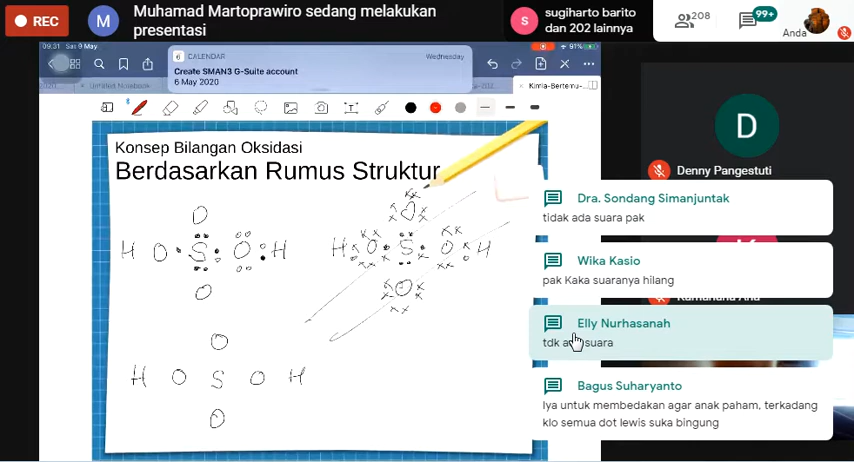 REC
M
Muhamad Martoprawiro sedang melakukan
presentasi
S
sugiharto barito
dan 202 lainnya
208
99+
Anda
09.31 Sab 9 May
91%
6 CALENDAR
Wednesday
Create SMAN3 G-Suite account
6 May 2020
Untitled Notebook
Kimia-Bertemu-...
Konsep Bilangan Oksidasi
Berdasarkan Rumus Struktur
O
H O S O H
O
O
H O S O H
O
O
H O S O H
O
D
Denny Pangestuti
Dra. Sondang Simanjuntak
tidak ada suara pak
Wika Kasio
pak Kaka suaranya hilang
Elly Nurhasanah
tdk suara
Bagus Suharyanto
Iya untuk membedakan agar anak paham, terkadang
klo semua dot lewis suka bingung